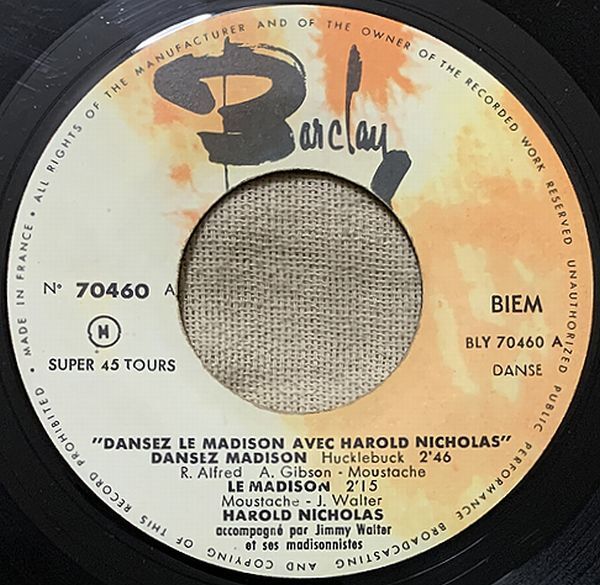 MADE IN FRANCE • ALL RIGHTS OF THE MANUFACTURER AND OF THE OWNER OF THE RECORDED WORK RESERVED UNAUTHORIZED PUBLIC PERFORMANCE BROADCASTING AND COPYING OF THIS RECORD PROHIBITED •
Barclay
N° 70460 A
BIEM
M
BLY 70460 A
SUPER 45 TOURS
DANSE
"DANSEZ LE MADISON AVEC HAROLD NICHOLAS"
DANSEZ MADISON Hucklebuck 2'46
R. Alfred A. Gibson - Moustache
LE MADISON 2'15
Moustache - J. Walter
HAROLD NICHOLAS
accompagné par Jimmy Walter
et ses madisonnistes